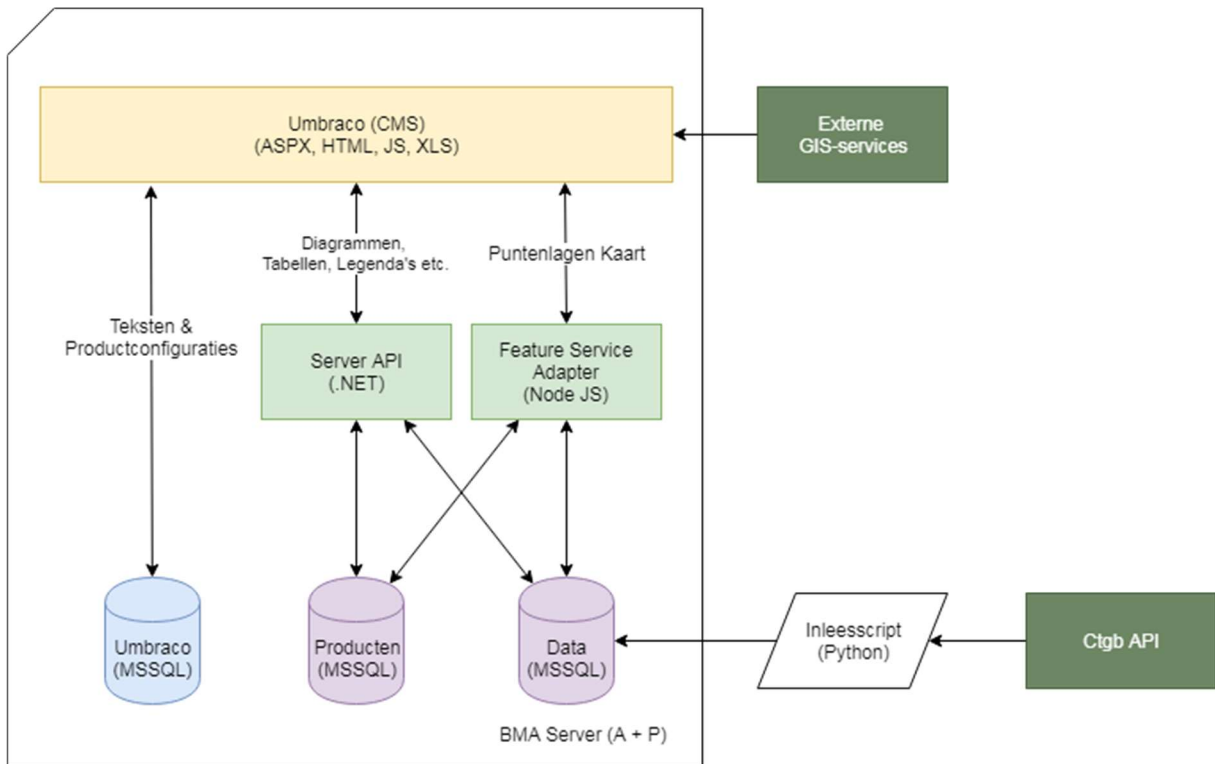 Umbraco (CMS)
(ASPX, HTML, JS, XLS)
Externe
GIS-services
Diagrammen,
Tabellen, Legenda's etc.
Puntenlagen Kaart
Teksten &
Productconfiguraties
Server API
(.NET)
Feature Service
Adapter
(Node JS)
Umbraco
(MSSQL)
Producten
(MSSQL)
Data
(MSSQL)
Inleesscript
(Python)
Ctgb API
BMA Server (A + P)